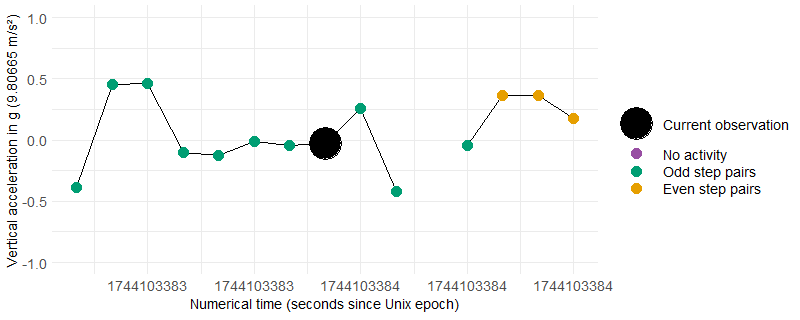 Vertical acceleration in g (9.80665 m/s²)
1.0
0.5
0.0
-0.5
-1.0
1744103383
1744103383
1744103384
1744103384
1744103384
Numerical time (seconds since Unix epoch)
Current observation
No activity
Odd step pairs
Even step pairs